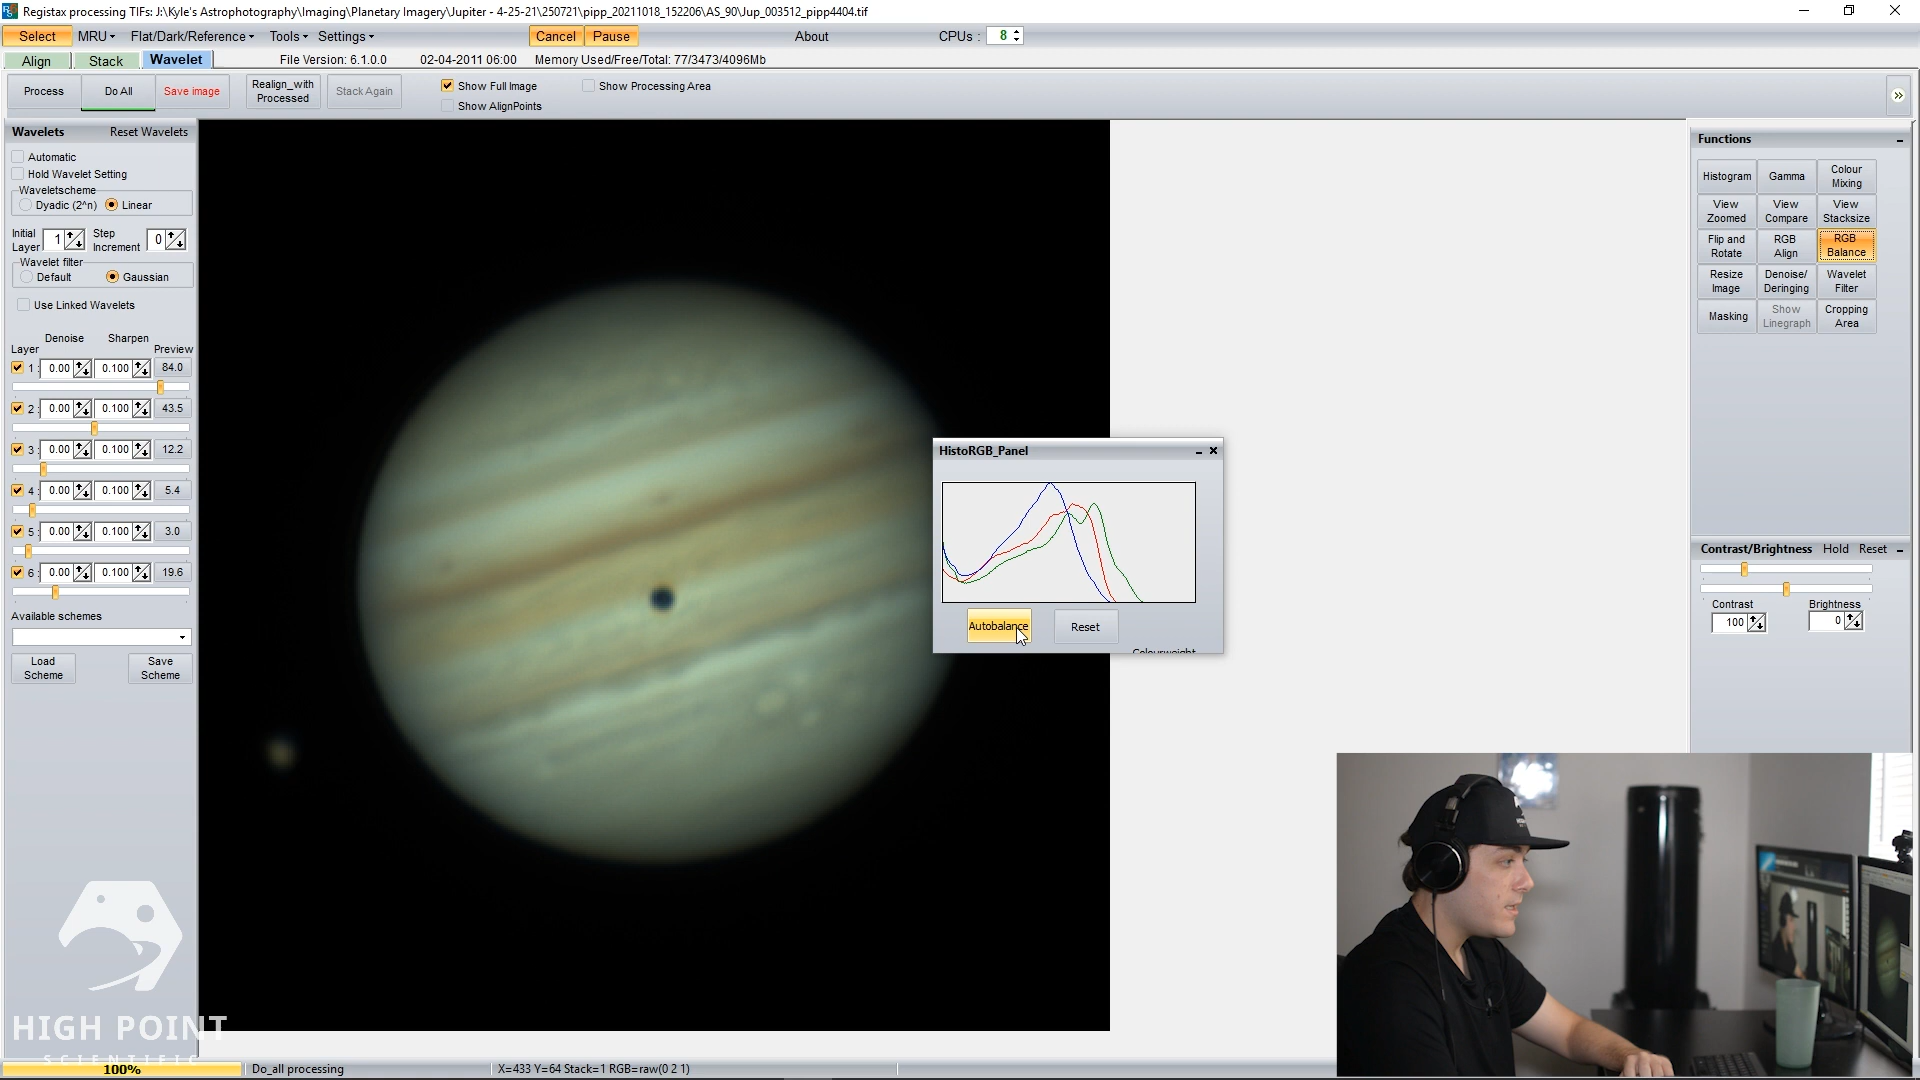 Registax processing TIFs: J:\Kyle's Astrophotography\Imaging\Planetary Imagery\Jupiter - 4-25-21\250721\pipp_20211018_152206\AS_90\Jup_003512_pipp4404.tif
Select MRU Flat/Dark/Reference Tools Settings Cancel Pause About CPUs : 8
Align Stack Wavelet File Version: 6.1.0.0 02-04-2011 06:00 Memory Used/Free/Total: 77/3473/4096Mb
Process Do All Save image Realign_with Processed Stack Again Show Full Image Show Processing Area
Show AlignPoints
Wavelets Reset Wavelets
Automatic
Hold Wavelet Setting
Waveletscheme
Dyadic (2^n) Linear
Initial Layer 1 Step Increment 0
Wavelet filter
Default Gaussian
Use Linked Wavelets
Denoise Sharpen
Layer Preview
1 : 0.00 0.100 84.0
2 : 0.00 0.100 43.5
3 : 0.00 0.100 12.2
4 : 0.00 0.100 5.4
5 : 0.00 0.100 3.0
6 : 0.00 0.100 19.6
Available schemes
Load Scheme Save Scheme
HistoRGB_Panel
Autobalance Reset
Colourweight
Functions
Histogram Gamma Colour Mixing
View Zoomed View Compare View Stacksize
Flip and Rotate RGB Align RGB Balance
Resize Image Denoise/ Deringing Wavelet Filter
Masking Show Linegraph Cropping Area
Contrast/Brightness Hold Reset
Contrast Brightness
100 0
HIGH POINT
SCIENTIFIC
100% Do_all processing X=433 Y=64 Stack=1 RGB=raw(0 2 1)